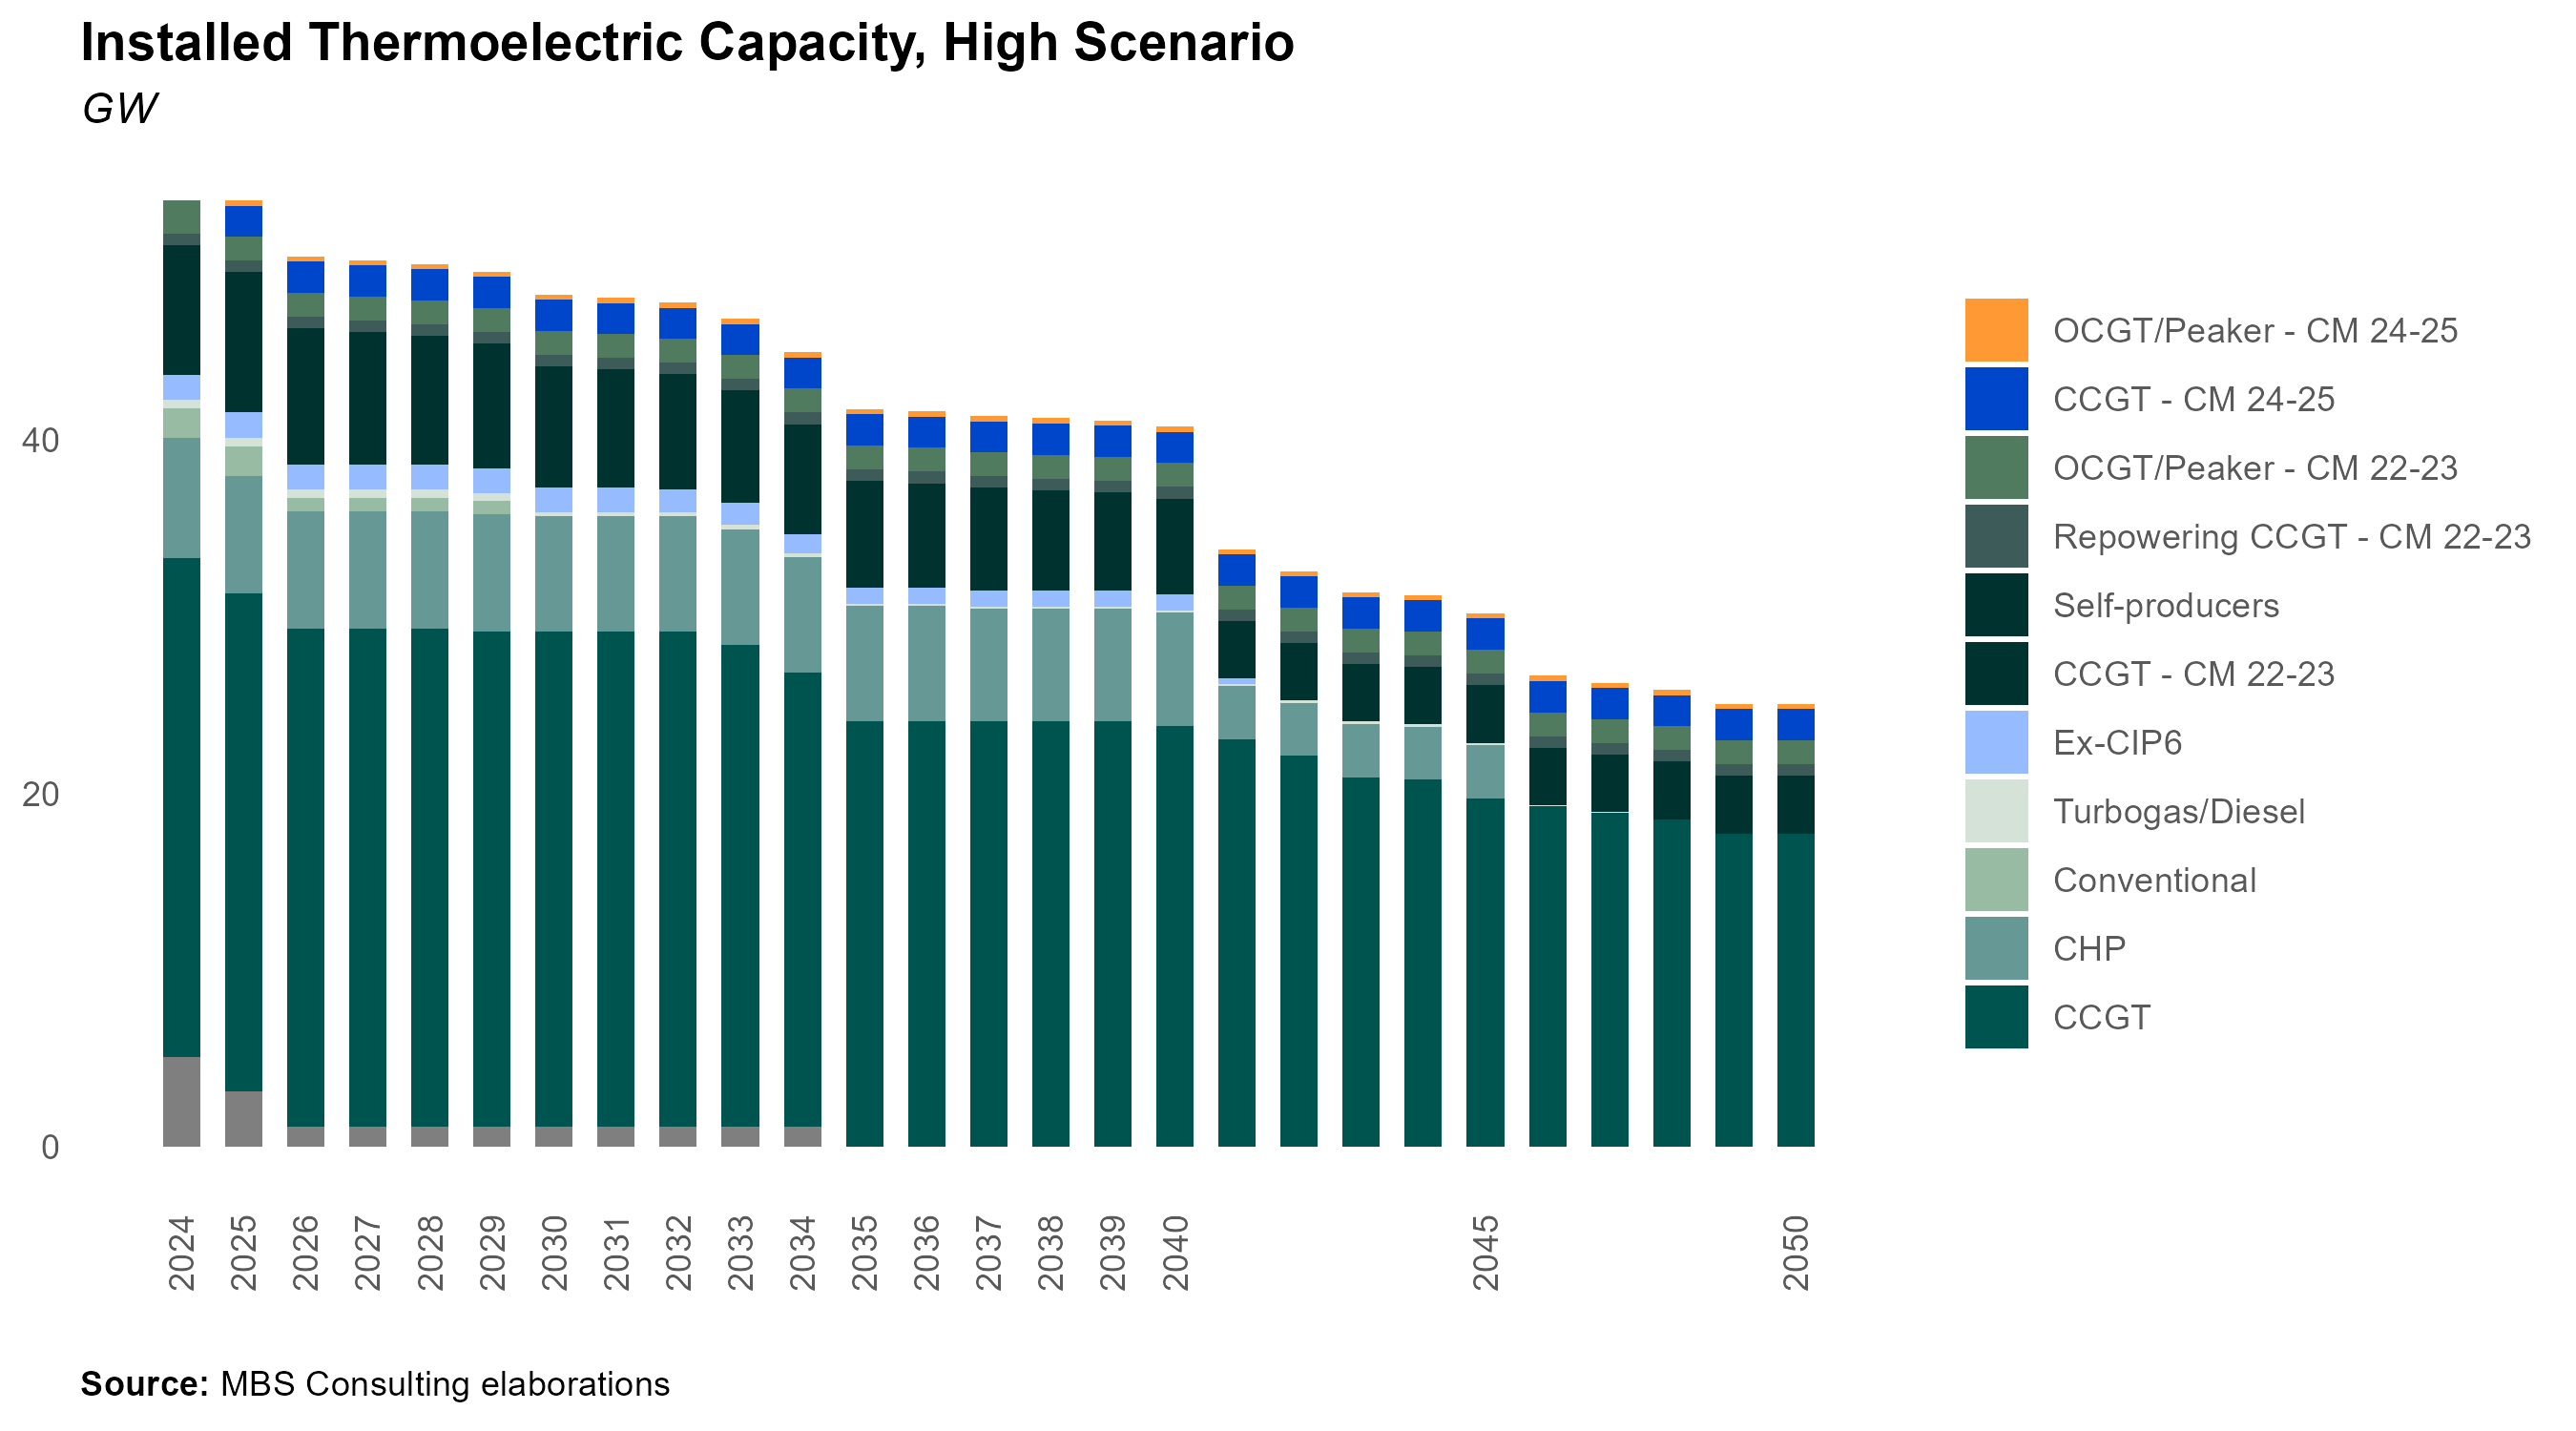 Installed Thermoelectric Capacity, High Scenario
GW
40
20
0
2024
2025
2026
2027
2028
2029
2030
2031
2032
2033
2034
2035
2036
2037
2038
2039
2040
2045
2050
OCGT/Peaker - CM 24-25
CCGT - CM 24-25
OCGT/Peaker - CM 22-23
Repowering CCGT - CM 22-23
Self-producers
CCGT - CM 22-23
Ex-CIP6
Turbogas/Diesel
Conventional
CHP
CCGT
Source: MBS Consulting elaborations